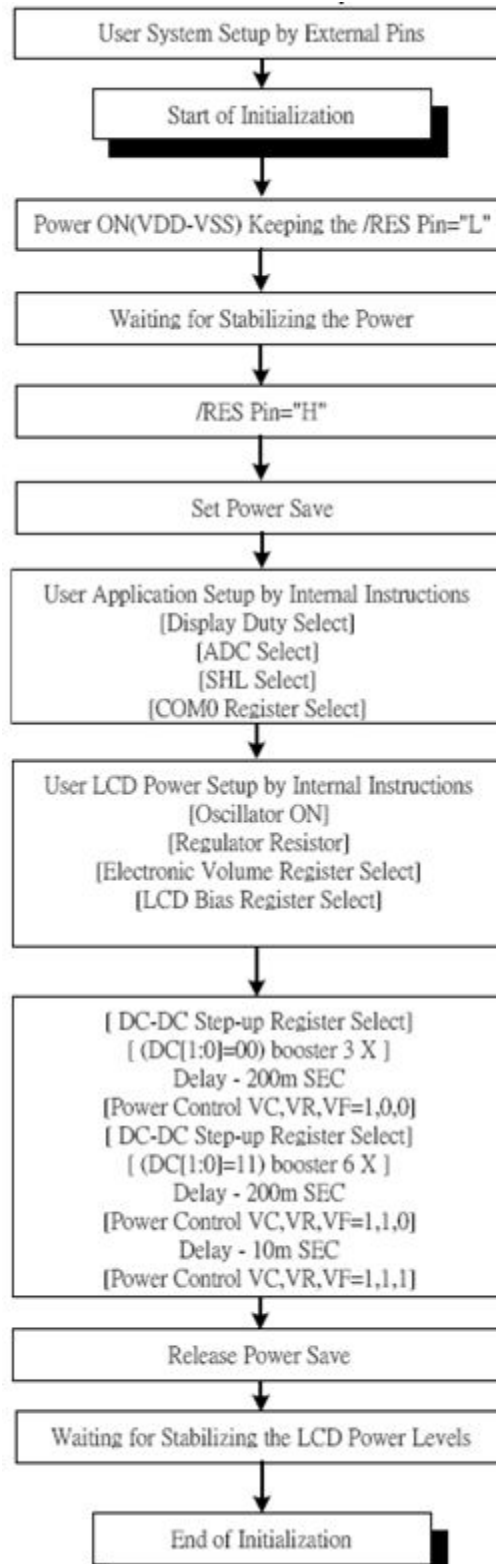 User System Setup by External Pins
Start of Initialization
Power ON(VDD-VSS) Keeping the /RES Pin="L"
Waiting for Stabilizing the Power
/RES Pin="H"
Set Power Save
User Application Setup by Internal Instructions
[Display Duty Select]
[ADC Select]
[SHL Select]
[COM0 Register Select]
User LCD Power Setup by Internal Instructions
[Oscillator ON]
[Regulator Resistor]
[Electronic Volume Register Select]
[LCD Bias Register Select]
[ DC-DC Step-up Register Select]
[ (DC[1:0]=00) booster 3 X ]
Delay - 200m SEC
[Power Control VC,VR,VF=1,0,0]
[ DC-DC Step-up Register Select]
[ (DC[1:0]=11) booster 6 X ]
Delay - 200m SEC
[Power Control VC,VR,VF=1,1,0]
Delay - 10m SEC
[Power Control VC,VR,VF=1,1,1]
Release Power Save
Waiting for Stabilizing the LCD Power Levels
End of Initialization